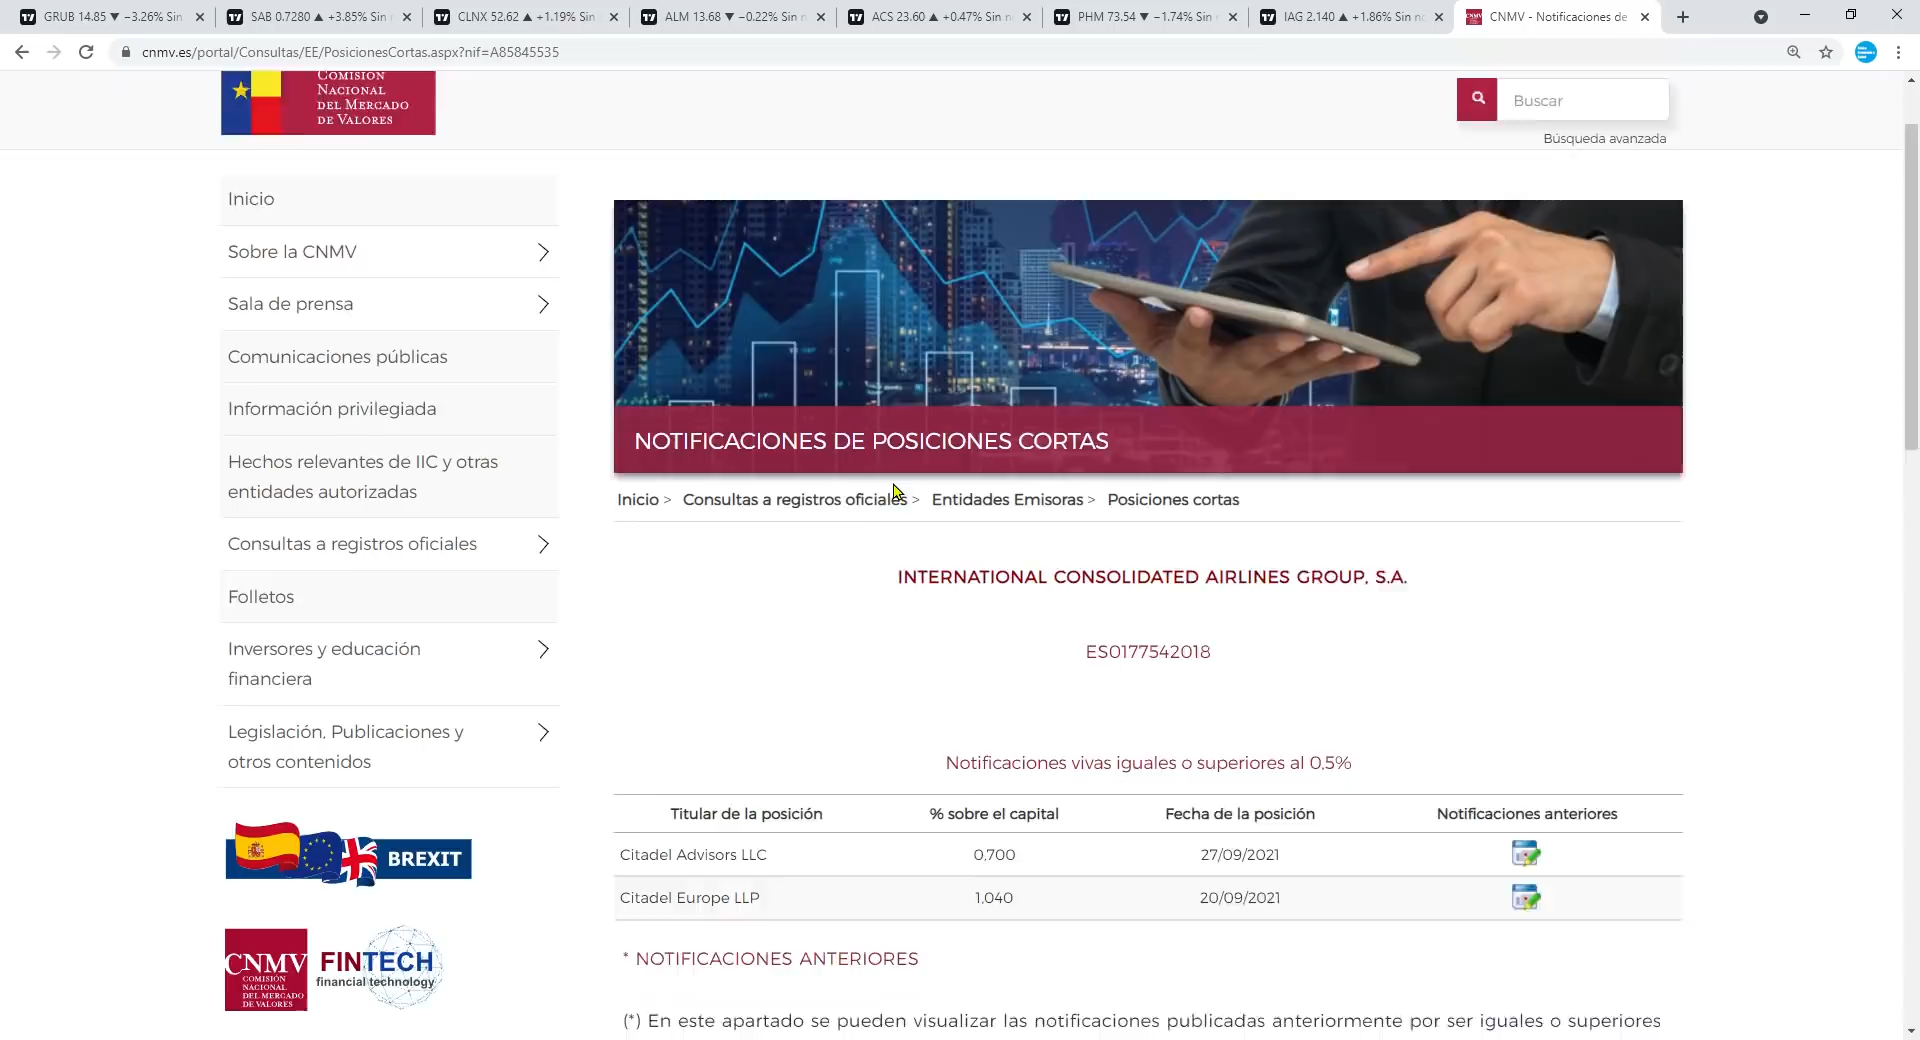 GRUB 14.85 ▼ −3.26% Sin
SAB 0.7280 ▲ +3.85% Sin
CLNX 52.62 ▲ +1.19% Sin
ALM 13.68 ▼ −0.22% Sin
ACS 23.60 ▲ +0.47% Sin
PHM 73.54 ▼ −1.74% Sin
IAG 2.140 ▲ +1.86% Sin
CNMV - Notificaciones de
cnmv.es/portal/Consultas/EE/PosicionesCortas.aspx?nif=A85845535
COMISIÓN
NACIONAL
DEL MERCADO
DE VALORES
Buscar
Búsqueda avanzada
Inicio
Sobre la CNMV
Sala de prensa
Comunicaciones públicas
Información privilegiada
Hechos relevantes de IIC y otras
entidades autorizadas
Consultas a registros oficiales
Folletos
Inversores y educación
financiera
Legislación, Publicaciones y
otros contenidos
BREXIT
CNMV
COMISIÓN
NACIONAL
DEL MERCADO
DE VALORES
FINTECH
financial technology
NOTIFICACIONES DE POSICIONES CORTAS
Inicio > Consultas a registros oficiales > Entidades Emisoras > Posiciones cortas
INTERNATIONAL CONSOLIDATED AIRLINES GROUP, S.A.
ES0177542018
Notificaciones vivas iguales o superiores al 0,5%
Titular de la posición % sobre el capital Fecha de la posición Notificaciones anteriores
Citadel Advisors LLC 0,700 27/09/2021
Citadel Europe LLP 1,040 20/09/2021
* NOTIFICACIONES ANTERIORES
(*) En este apartado se pueden visualizar las notificaciones publicadas anteriormente por ser iguales o superiores